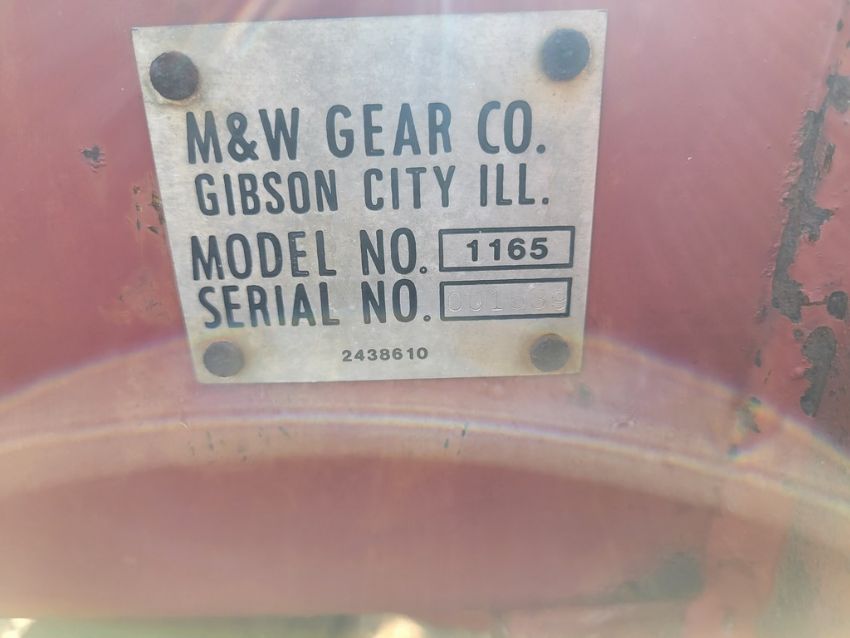 M&W GEAR CO.
GIBSON CITY ILL.
MODEL NO. 1165
SERIAL NO.
2438610